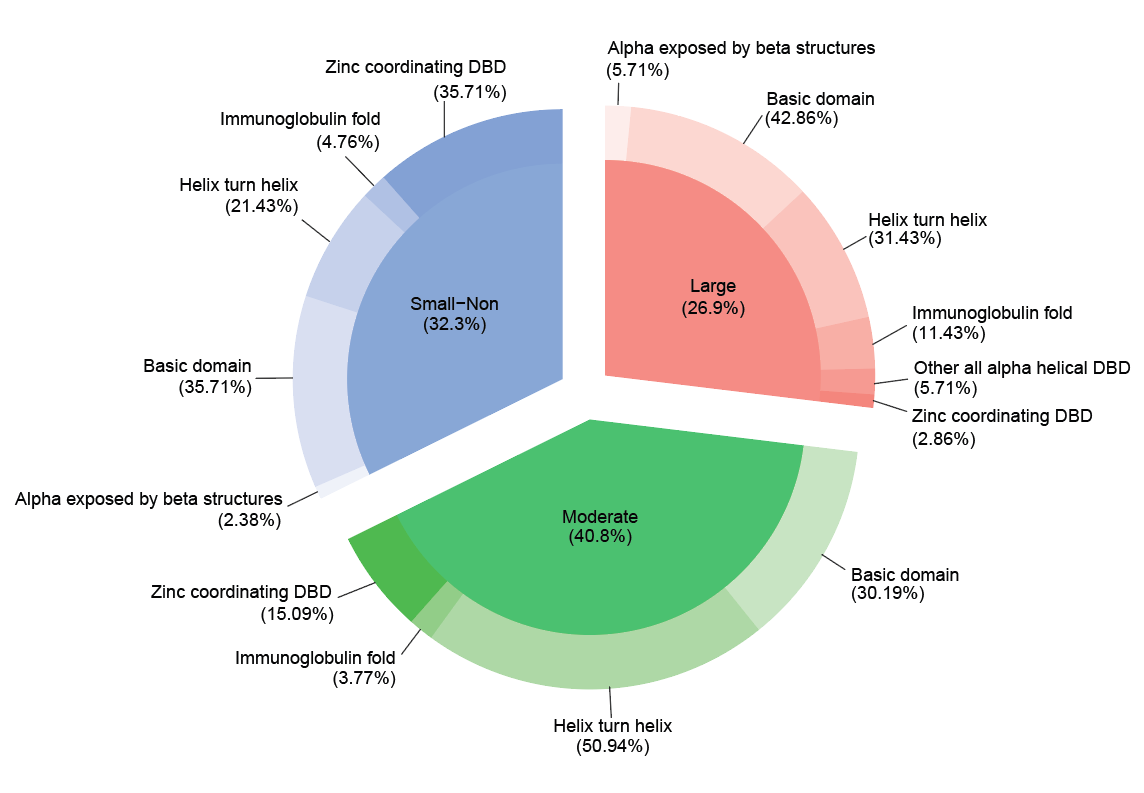 Alpha exposed by beta structures
(5.71%)
Basic domain
(42.86%)
Helix turn helix
(31.43%)
Immunoglobulin fold
(11.43%)
Other all alpha helical DBD
(5.71%)
Zinc coordinating DBD
(2.86%)
Large
(26.9%)
Zinc coordinating DBD
(35.71%)
Immunoglobulin fold
(4.76%)
Helix turn helix
(21.43%)
Basic domain
(35.71%)
Alpha exposed by beta structures
(2.38%)
Small−Non
(32.3%)
Moderate
(40.8%)
Basic domain
(30.19%)
Zinc coordinating DBD
(15.09%)
Immunoglobulin fold
(3.77%)
Helix turn helix
(50.94%)